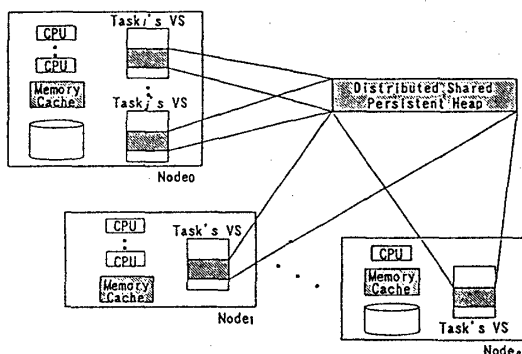 Taski's VS
CPU
CPU
Memory
Cache
Taskj's VS
Node0
Distributed Shared
Persistent Heap
Task's VS
CPU
CPU
Memory
Cache
Node1
CPU
Memory
Cache
Task's VS